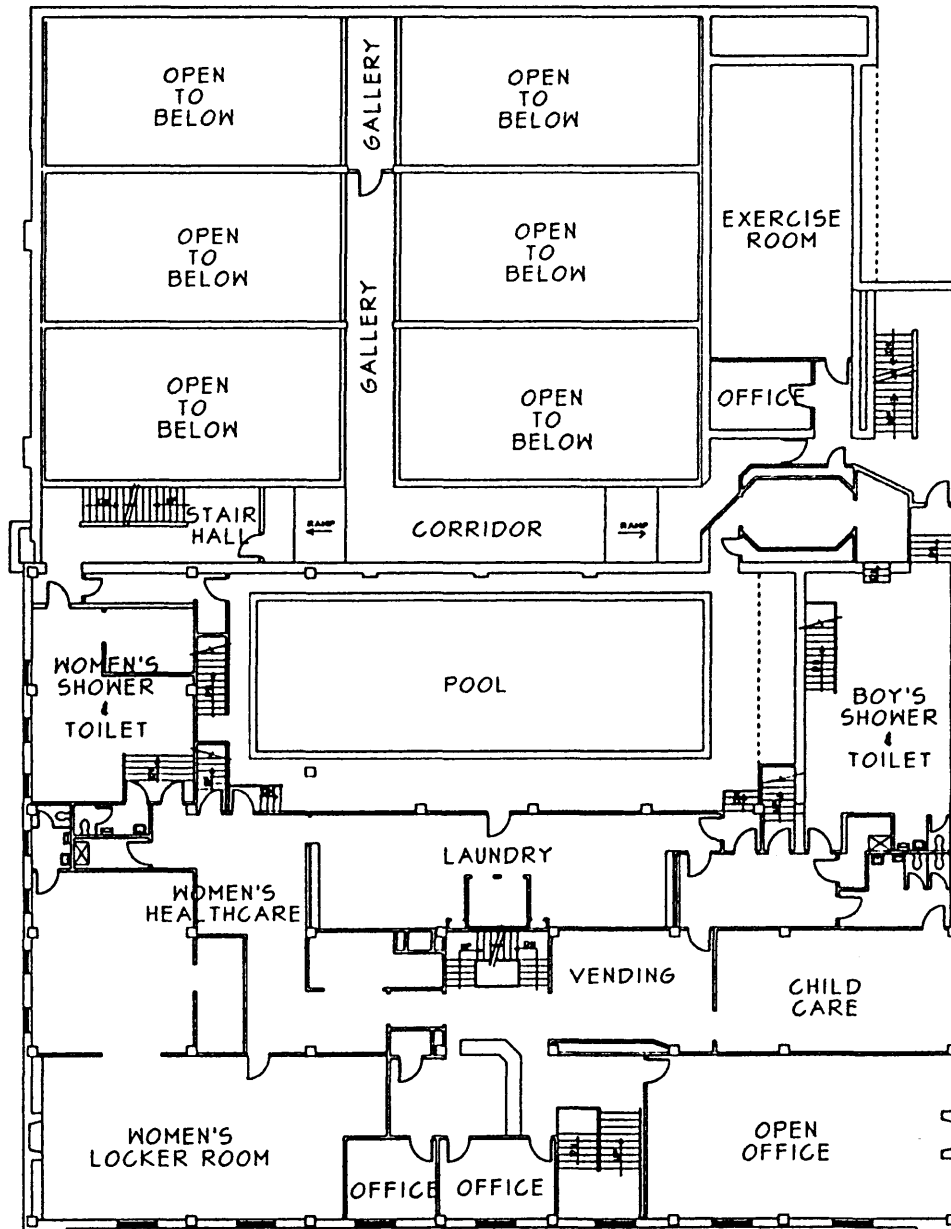 OPEN
TO
BELOW
GALLERY
OPEN
TO
BELOW
OPEN
TO
BELOW
OPEN
TO
BELOW
EXERCISE
ROOM
GALLERY
OPEN
TO
BELOW
OPEN
TO
BELOW
OFFICE
STAIR
HALL
RAMP
CORRIDOR
RAMP
WOMEN'S
SHOWER
&
TOILET
POOL
BOY'S
SHOWER
&
TOILET
LAUNDRY
WOMEN'S
HEALTHCARE
VENDING
CHILD
CARE
WOMEN'S
LOCKER ROOM
OFFICE
OFFICE
OPEN
OFFICE